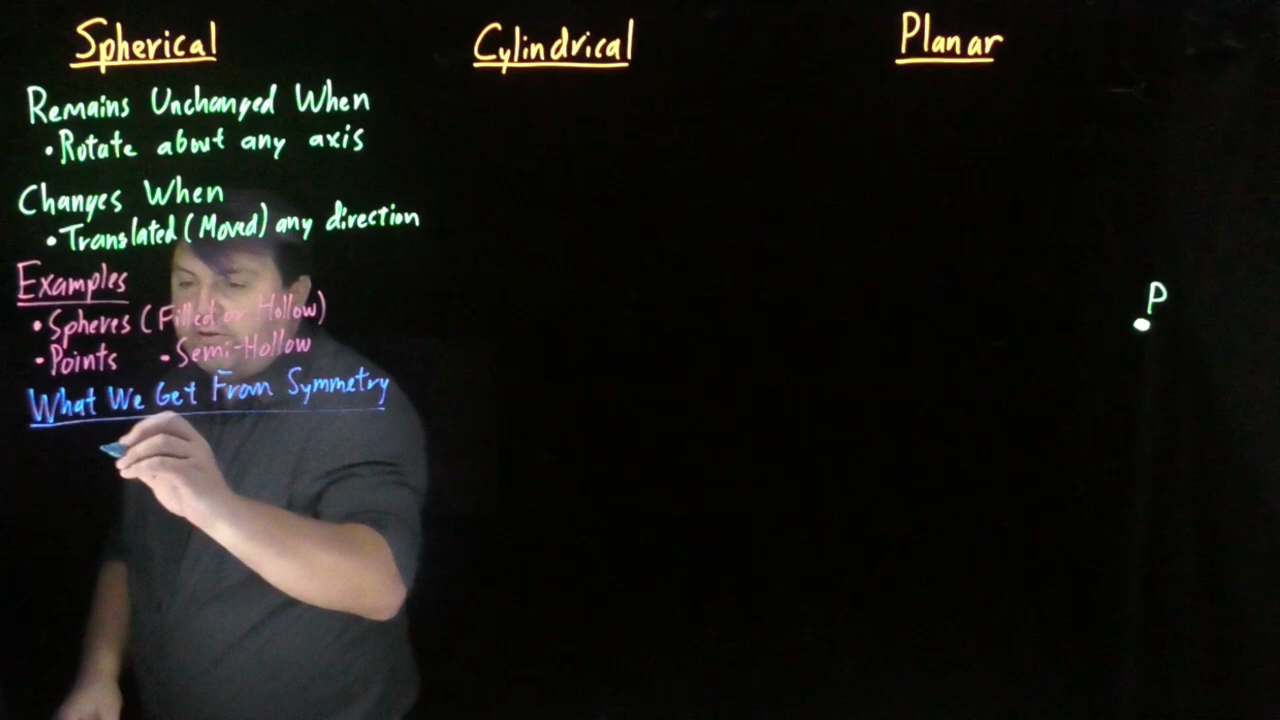 Spherical
Remains Unchanged When
• Rotate about any axis
Changes When
• Translated (Moved) any direction
Examples
• Spheres (Filled or Hollow)
• Points • Semi-Hollow
What We Get From Symmetry
Cylindrical
Planar
P